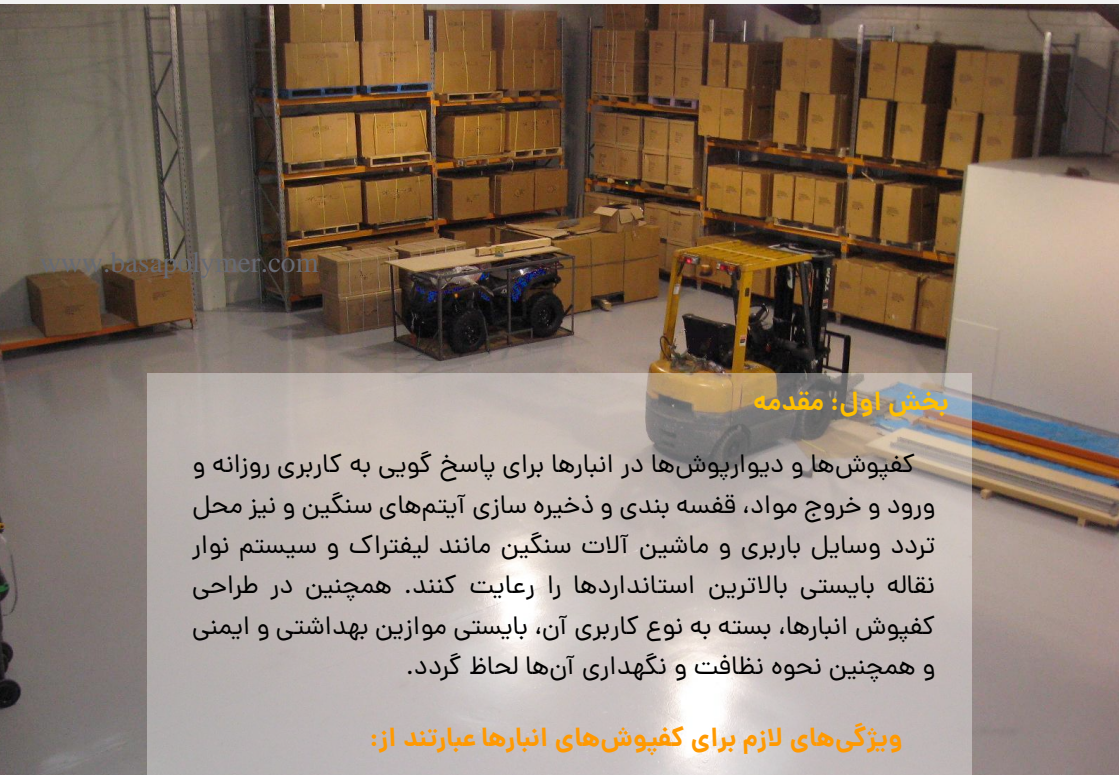 www.basapolymer.com
بخش اول: مقدمه
کفپوش‌ها و دیوارپوش‌ها در انبارها برای پاسخ گویی به کاربری روزانه و
ورود و خروج مواد، قفسه بندی و ذخیره سازی آیتم‌های سنگین و نیز محل
تردد وسایل باربری و ماشین آلات سنگین مانند لیفتراک و سیستم نوار
نقاله بایستی بالاترین استانداردها را رعایت کنند. همچنین در طراحی
کفپوش انبارها، بسته به نوع کاربری آن، بایستی موازین بهداشتی و ایمنی
و همچنین نحوه نظافت و نگهداری آن‌ها لحاظ گردد.
ویژگی‌های لازم برای کفپوش‌های انبارها عبارتند از: